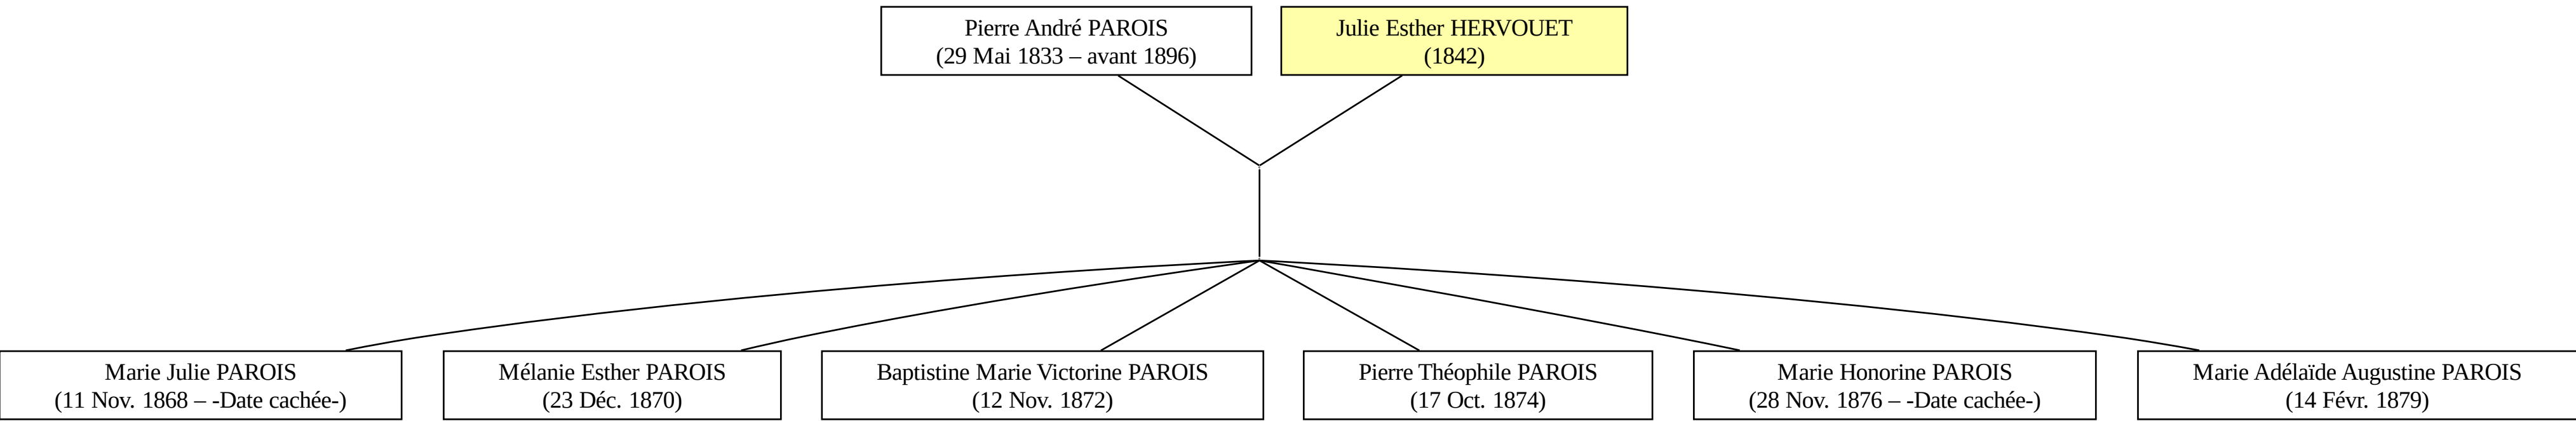 Pierre André PAROIS
(29 Mai 1833 – avant 1896)
Julie Esther HERVOUET
(1842)
Marie Julie PAROIS
(11 Nov. 1868 – -Date cachée-)
Mélanie Esther PAROIS
(23 Déc. 1870)
Baptistine Marie Victorine PAROIS
(12 Nov. 1872)
Pierre Théophile PAROIS
(17 Oct. 1874)
Marie Honorine PAROIS
(28 Nov. 1876 – -Date cachée-)
Marie Adélaïde Augustine PAROIS
(14 Févr. 1879)